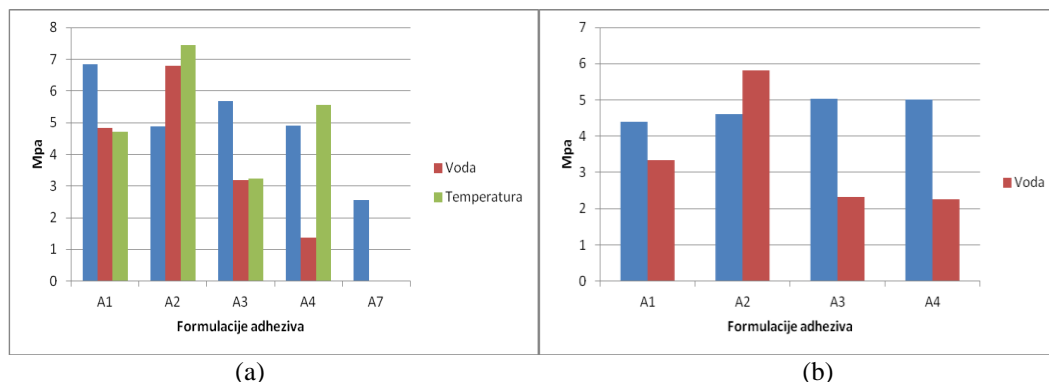 8
7
6
5
4
3
2
1
0
Mpa
A1 A2 A3 A4 A7
Formulacije adheziva
Voda
Temperatura
(a)
7
6
5
4
3
2
1
0
Mpa
A1 A2 A3 A4
Formulacije adheziva
Voda
(b)